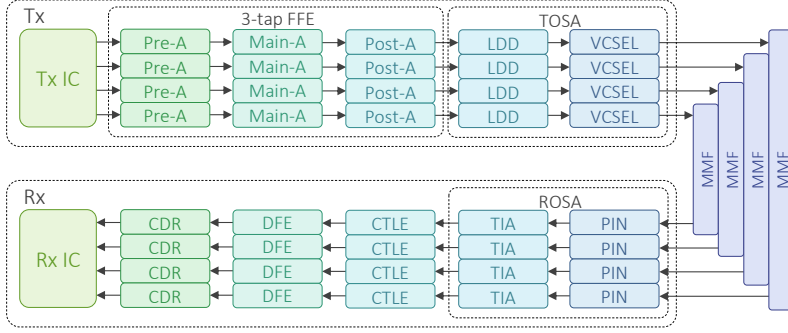 Tx
3-tap FFE
TOSA
Tx IC
Pre-A Main-A Post-A LDD VCSEL
Pre-A Main-A Post-A LDD VCSEL
Pre-A Main-A Post-A LDD VCSEL
Pre-A Main-A Post-A LDD VCSEL
MMF MMF MMF MMF
Rx
ROSA
Rx IC
CDR DFE CTLE TIA PIN
CDR DFE CTLE TIA PIN
CDR DFE CTLE TIA PIN
CDR DFE CTLE TIA PIN